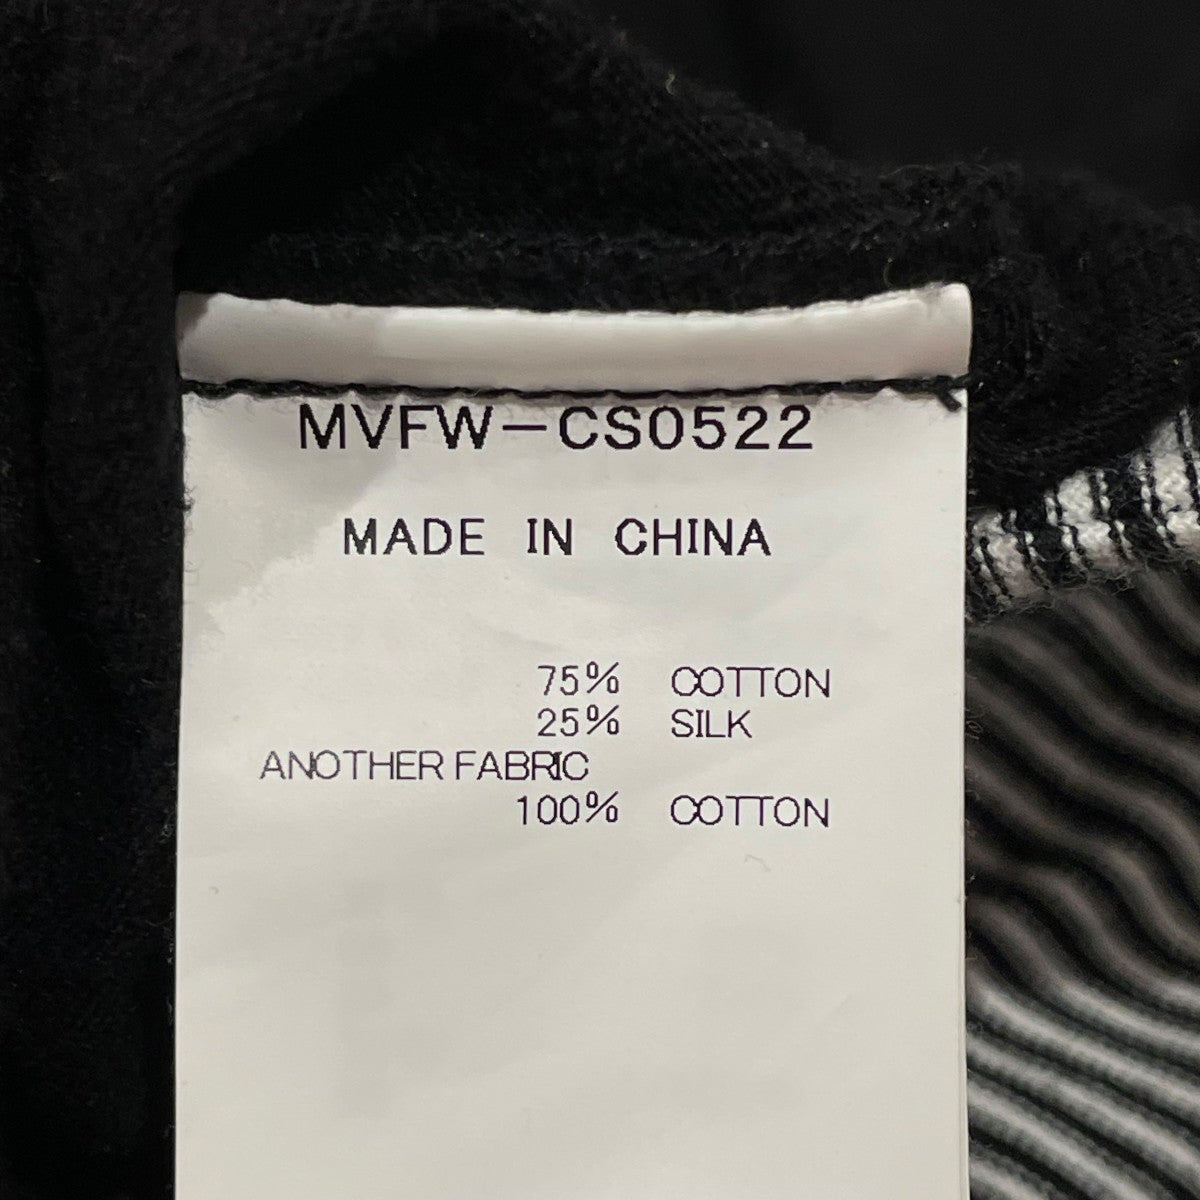 MVFW-CS0522
MADE IN CHINA
75% COTTON
25% SILK
ANOTHER FABRIC
100% COTTON